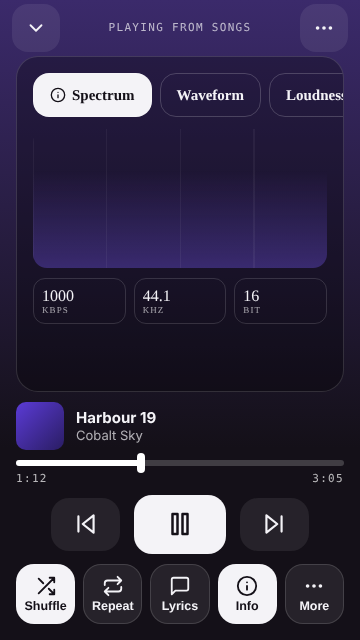 PLAYING FROM SONGS
Spectrum
Waveform
Loudness
1000
KBPS
44.1
KHZ
16
BIT
Harbour 19
Cobalt Sky
1:12
3:05
Shuffle
Repeat
Lyrics
Info
More